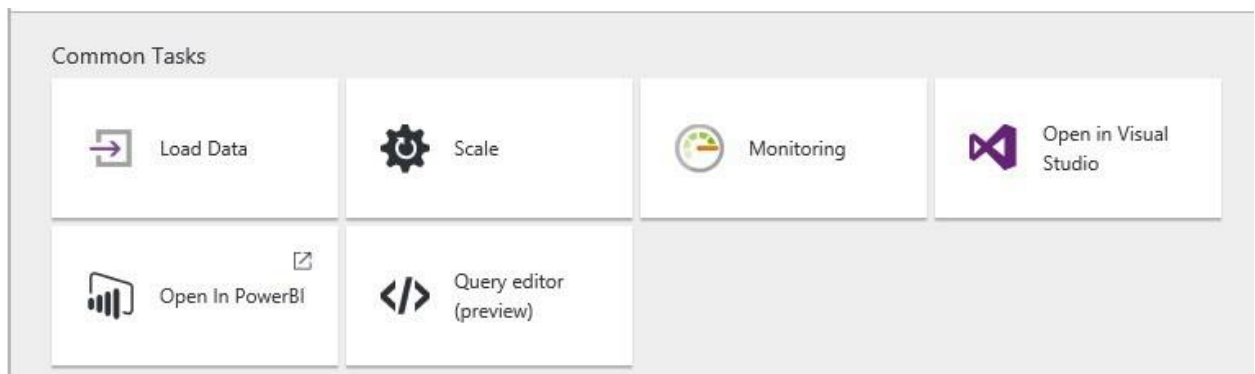 Common Tasks
Load Data
Scale
Monitoring
Open in Visual
Studio
Open In PowerBI
Query editor
(preview)